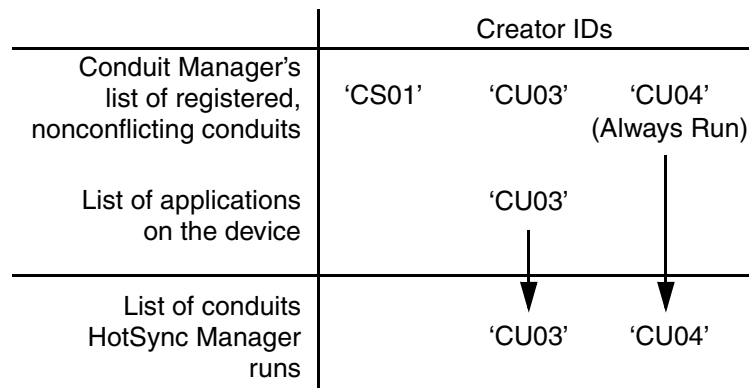 Creator IDs
Conduit Manager’s
list of registered,
nonconflicting conduits
‘CS01’ ‘CU03’ ‘CU04’
(Always Run)
List of applications
on the device
‘CU03’
List of conduits
HotSync Manager
runs
‘CU03’ ‘CU04’